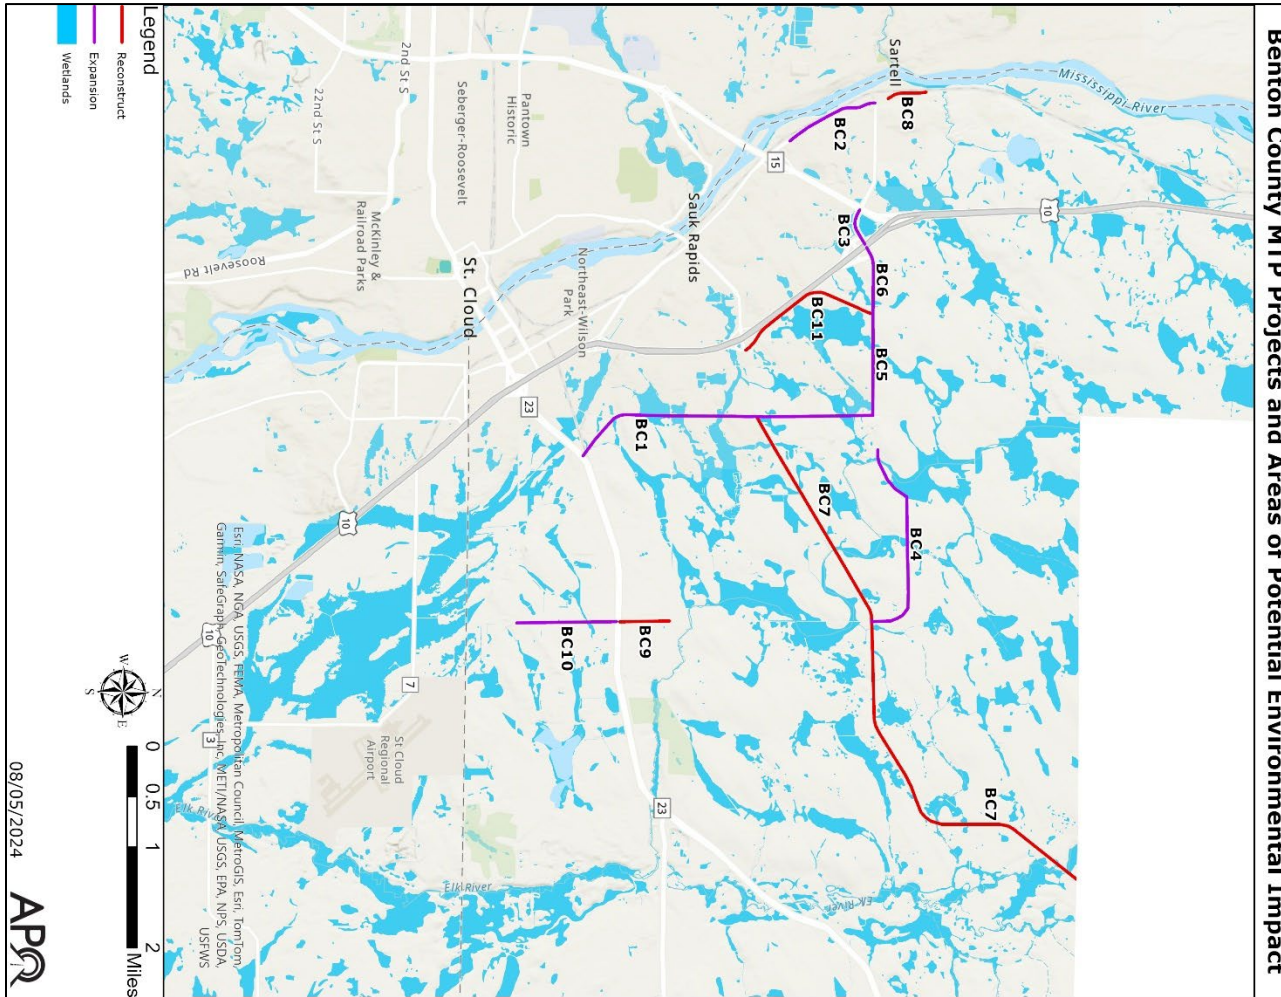 Benton County MTP Projects and Areas of Potential Environmental Impact
Mississippi River
10
Sartell
BC8
BC2
15
BC3
BC6
BC11
BC5
Sauk Rapids
Pantown
Historic
Seberger-Roosevelt
2nd St S
22nd St S
McKinley &
Railroad Parks
Roosevelt Rd
St. Cloud
Northeast-Wilson
Park
23
BC1
BC7
BC4
BC9
BC10
10
10
7
3
St Cloud
Regional
Airport
23
BC7
Elk River
Elk River
Elk River
Esri, NASA, NGA, USGS, FEMA, Metropolitan Council, MetroGIS, Esri, TomTom,
Garmin, SafeGraph, GeoTechnologies, Inc, METI/NASA, USGS, EPA, NPS, USDA,
USFWS
Legend
Reconstruct
Expansion
Wetlands
N
W
E
S
0 0.5 1 2
Miles
08/05/2024
APO